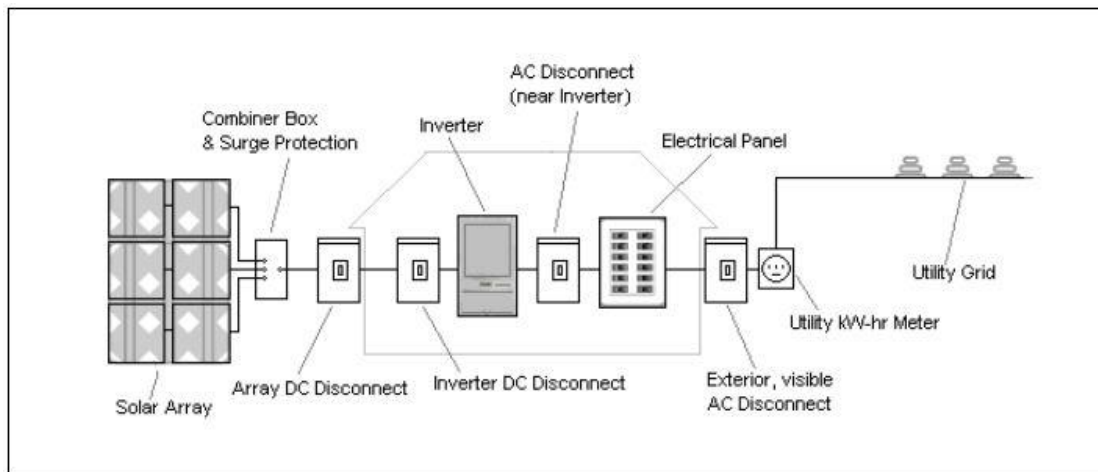 AC Disconnect
(near Inverter)
Combiner Box
& Surge Protection
Inverter
Electrical Panel
Utility Grid
Utility kW-hr Meter
Array DC Disconnect
Inverter DC Disconnect
Exterior, visible
AC Disconnect
Solar Array